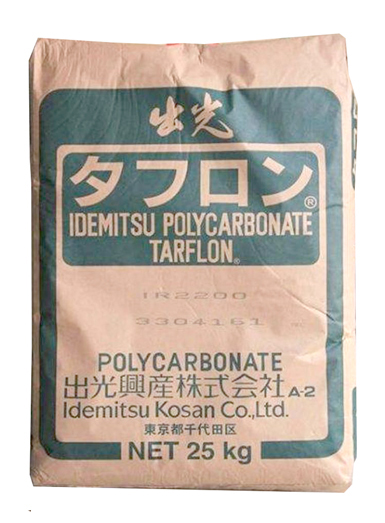 出光
タフロン®
IDEMITSU POLYCARBONATE
TARFLON®
IR2200
3304161
POLYCARBONATE
出光興産株式会社 A-2
Idemitsu Kosan Co.,Ltd.
東京都千代田区
NET 25 kg